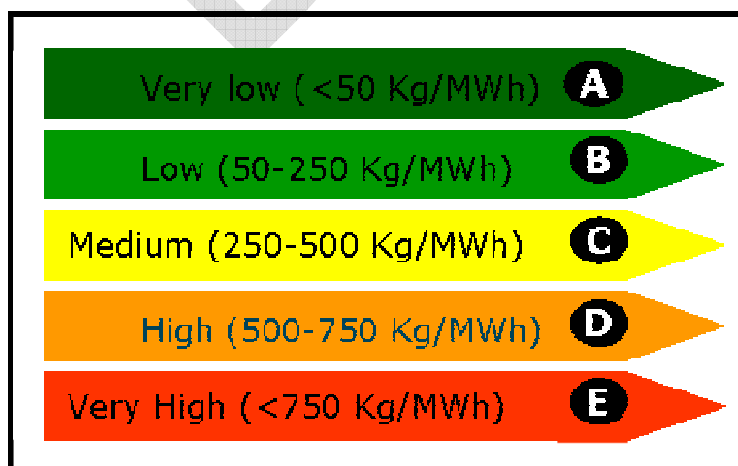 Very low (<50 Kg/MWh) A
Low (50-250 Kg/MWh) B
Medium (250-500 Kg/MWh) C
High (500-750 Kg/MWh) D
Very High (<750 Kg/MWh) E